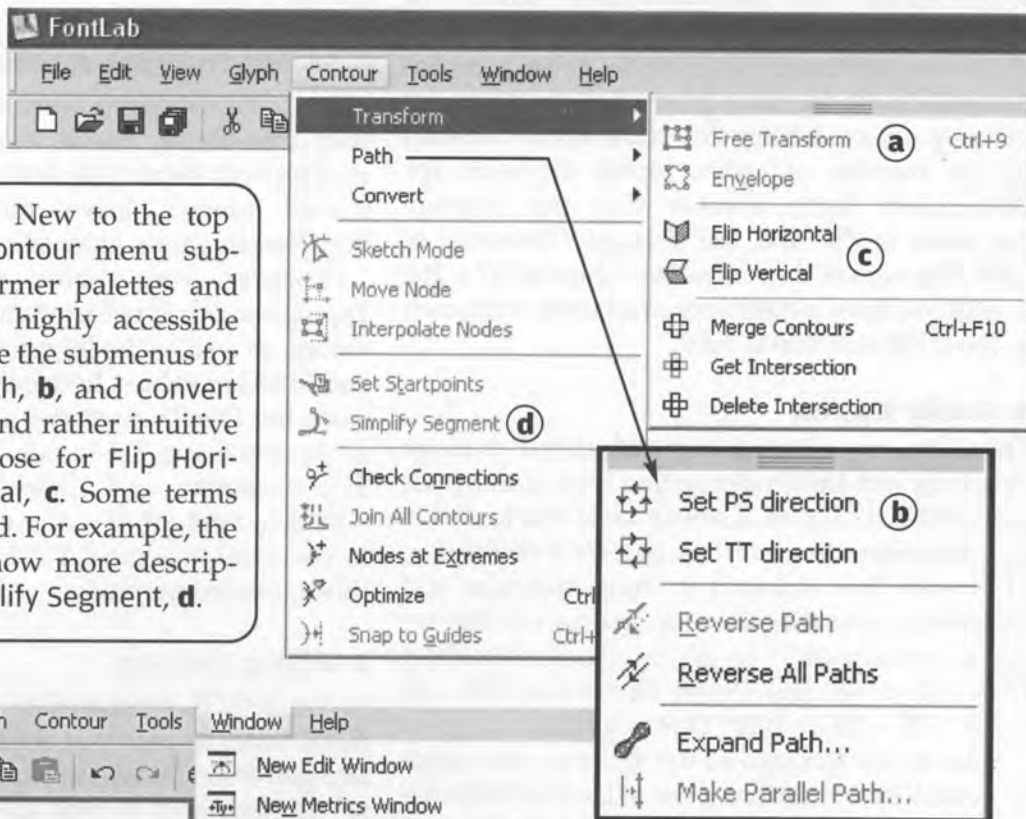 FontLab
File Edit View Glyph Contour Tools Window Help
Transform
Path
Convert
Sketch Mode
Move Node
Interpolate Nodes
Set Startpoints
Simplify Segment d
Check Connections
Join All Contours
Nodes at Extremes
Optimize Ctrl
Snap to Guides Ctrl+
Free Transform a Ctrl+9
Envelope
Flip Horizontal
Flip Vertical
c
Merge Contours Ctrl+F10
Get Intersection
Delete Intersection
Set PS direction b
Set TT direction
Reverse Path
Reverse All Paths
Expand Path...
Make Parallel Path...
New to the top
ontour menu sub-
rmer palettes and
highly accessible
e the submenus for
h, b, and Convert
nd rather intuitive
ose for Flip Hori-
al, c. Some terms
d. For example, the
now more descrip-
lify Segment, d.
Contour Tools Window Help
New Edit Window
New Metrics Window